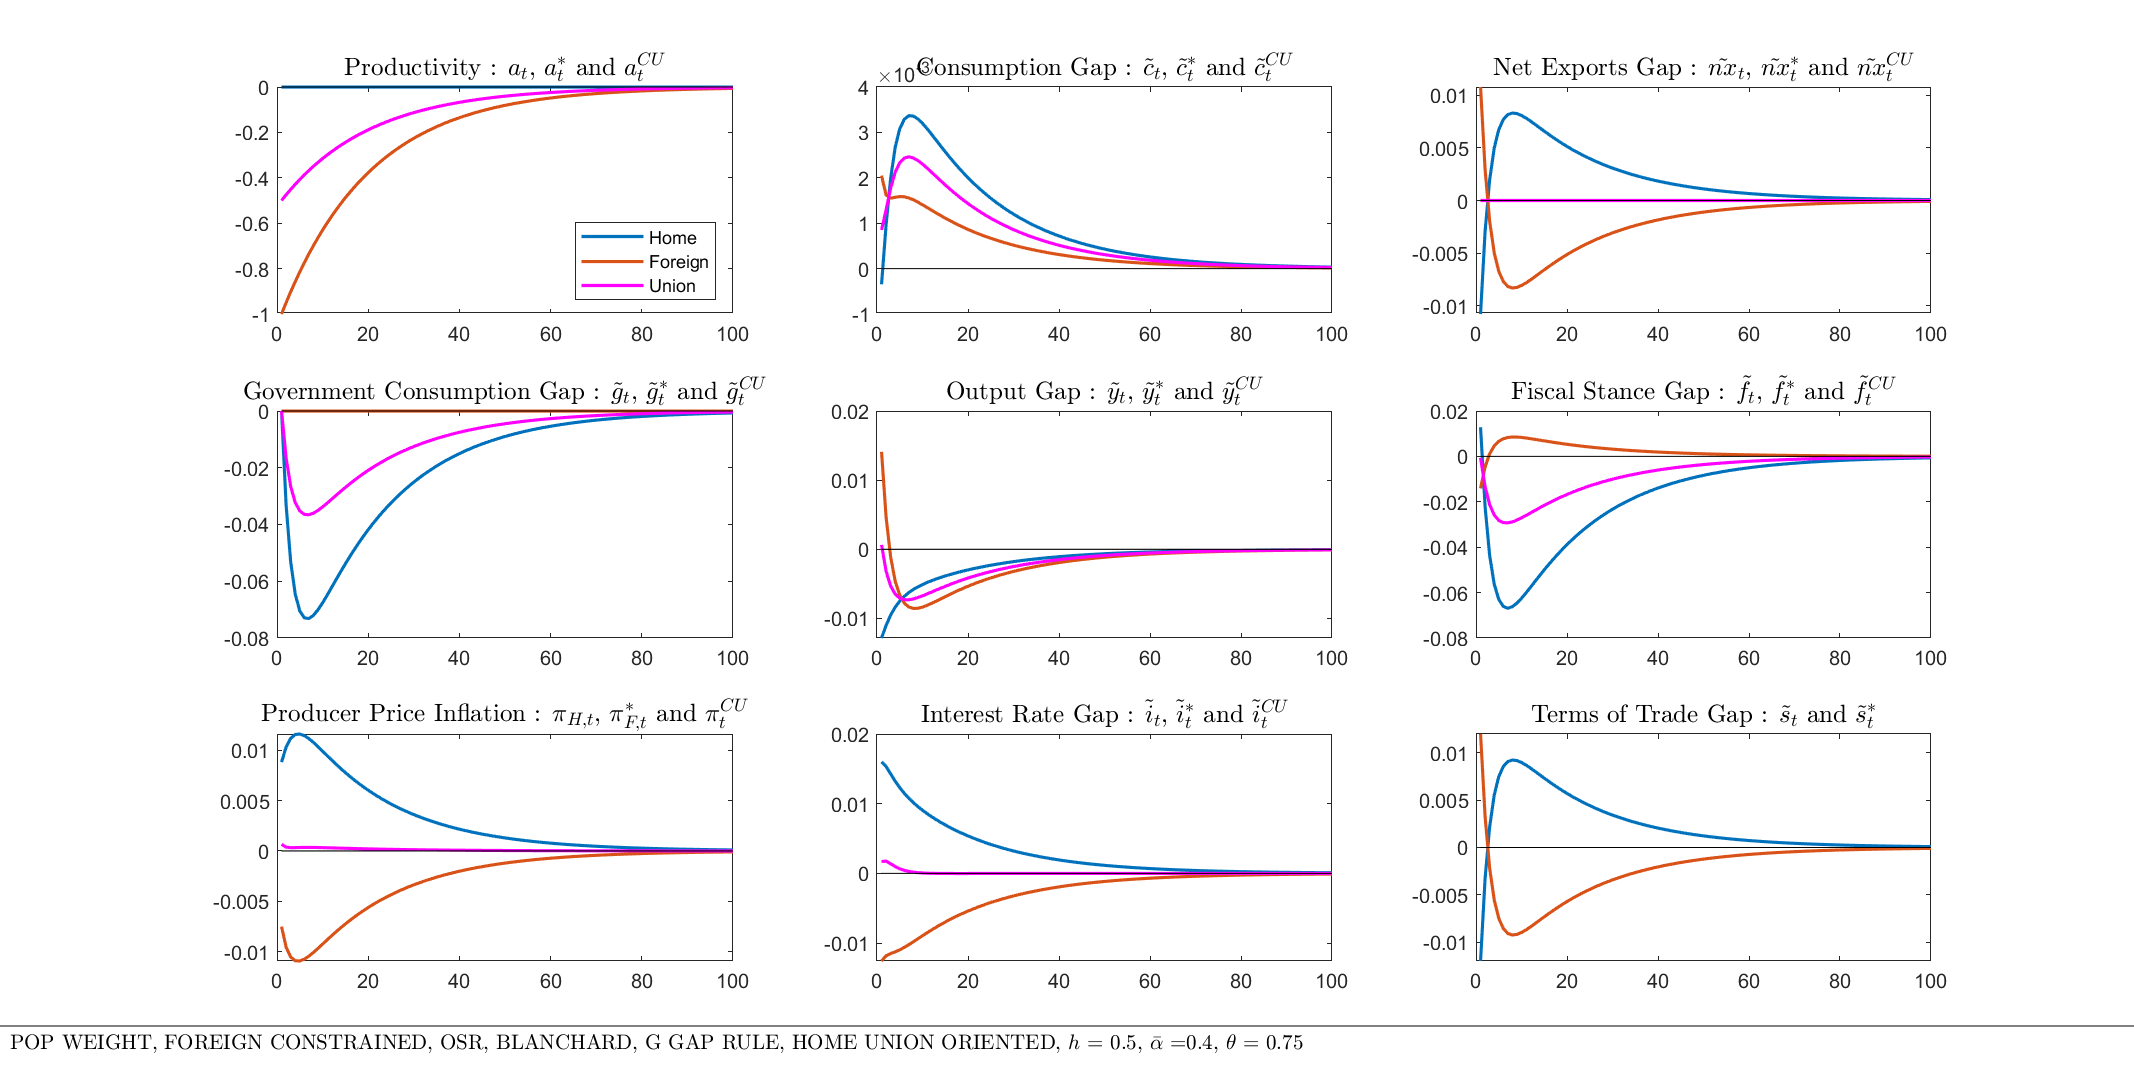 Productivity : a_t, a_t^* and a_t^{CU}
0
-0.2
-0.4
-0.6
-0.8
-1
0 20 40 60 80 100
Home
Foreign
Union
×10
Consumption Gap : c̃_t, c̃_t^* and c̃_t^{CU}
4
3
2
1
0
-1
0 20 40 60 80 100
Net Exports Gap : ñx_t, ñx_t^* and ñx_t^{CU}
0.01
0.005
0
-0.005
-0.01
0 20 40 60 80 100
Government Consumption Gap : g̃_t, g̃_t^* and g̃_t^{CU}
0
-0.02
-0.04
-0.06
-0.08
0 20 40 60 80 100
Output Gap : ỹ_t, ỹ_t^* and ỹ_t^{CU}
0.02
0.01
0
-0.01
0 20 40 60 80 100
Fiscal Stance Gap : f̃_t, f̃_t^* and f̃_t^{CU}
0.02
0
-0.02
-0.04
-0.06
-0.08
0 20 40 60 80 100
Producer Price Inflation : π_{H,t}, π_{F,t}^* and π_t^{CU}
0.01
0.005
0
-0.005
-0.01
0 20 40 60 80 100
Interest Rate Gap : ĩ_t, ĩ_t^* and ĩ_t^{CU}
0.02
0.01
0
-0.01
0 20 40 60 80 100
Terms of Trade Gap : s̃_t and s̃_t^*
0.01
0.005
0
-0.005
-0.01
0 20 40 60 80 100
POP WEIGHT, FOREIGN CONSTRAINED, OSR, BLANCHARD, G GAP RULE, HOME UNION ORIENTED, h = 0.5, ᾱ =0.4, θ = 0.75